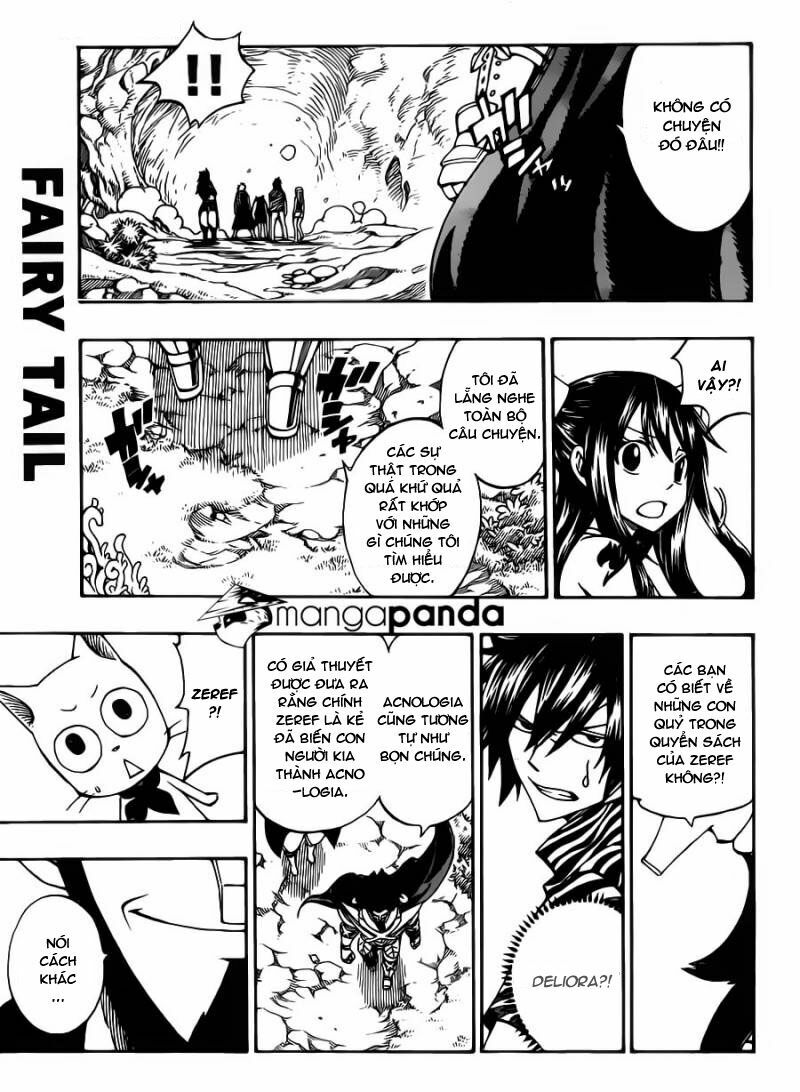 !!
KHÔNG CÓ
CHUYỆN
ĐÓ ĐÂU!!
FAIRY TAIL
AI
VẬY?!
TÔI ĐÃ
LẮNG NGHE
TOÀN BỘ
CÂU CHUYỆN.
CÁC SỰ
THẬT TRONG
QUÁ KHỨ QUẢ
RẤT KHỚP
VỚI NHỮNG
GÌ CHÚNG TÔI
TÌM HIỂU
ĐƯỢC.
mangapanda
CÁC BẠN
CÓ BIẾT VỀ
NHỮNG CON
QUỶ TRONG
QUYỂN SÁCH
CỦA ZEREF
KHÔNG?!
DELIORA?!
ACNOLOGIA
CŨNG TƯƠNG
TỰ NHƯ
BỌN CHÚNG.
CÓ GIẢ THUYẾT
ĐƯỢC ĐƯA RA
RẰNG CHÍNH
ZEREF LÀ KẺ
ĐÃ BIẾN CON
NGƯỜI KIA
THÀNH ACNO
-LOGIA.
ZEREF
?!
NÓI
CÁCH
KHÁC
...